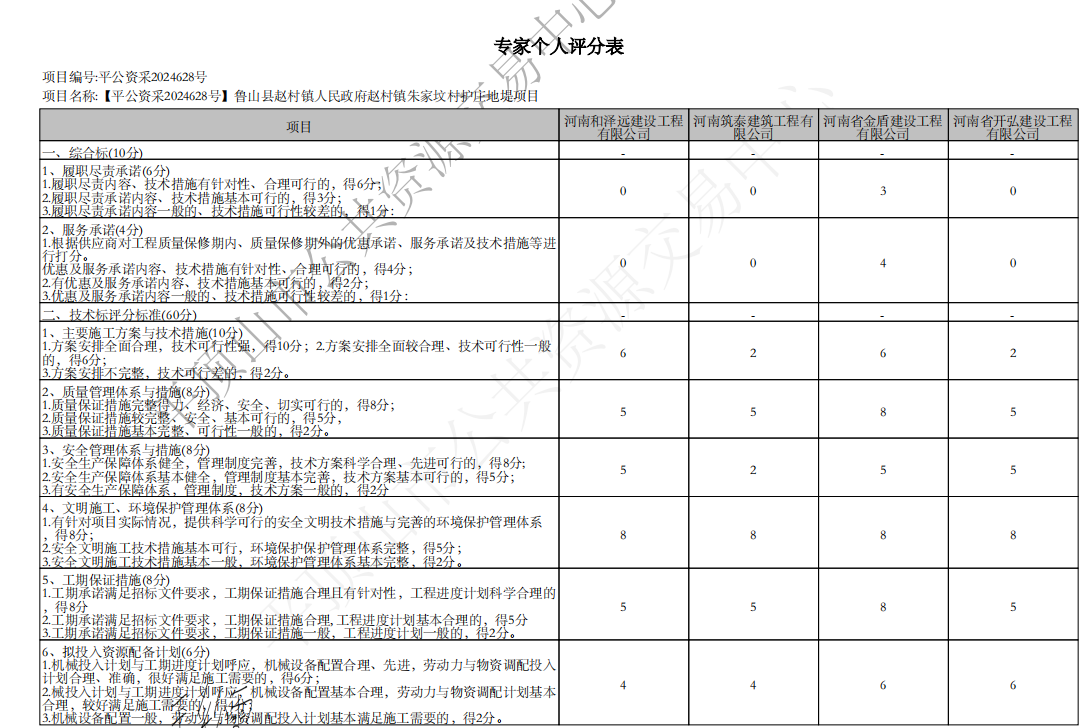 专家个人评分表
项目编号:平公资采2024628号
项目名称:【平公资采2024628号】鲁山县赵村镇人民政府赵村镇朱家坟村护庄地堤项目
项目 河南和泽远建设工程有限公司 河南筑泰建筑工程有限公司 河南省金盾建设工程有限公司 河南省开弘建设工程有限公司
一、综合标(10分) - - - -
1、履职尽责承诺(6分)
1.履职尽责内容、技术措施有针对性、合理可行的，得6分；
2.履职尽责承诺内容、技术措施基本可行的，得3分；
3.履职尽责承诺内容一般的、技术措施可行性较差的，得1分：
0 0 3 0
2、服务承诺(4分)
1.根据供应商对工程质量保修期内、质量保修期外的优惠承诺、服务承诺及技术措施等进
行打分。
优惠及服务承诺内容、技术措施有针对性、合理可行的，得4分；
2.有优惠及服务承诺内容、技术措施基本可行的，得2分；
3.优惠及服务承诺内容一般的、技术措施可行性较差的，得1分：
0 0 4 0
二、技术标评分标准(60分) - - - -
1、主要施工方案与技术措施(10分)
1.方案安排全面合理，技术可行性强，得10分；2.方案安排全面较合理、技术可行性一般
的，得6分；
3.方案安排不完整，技术可行差的，得2分。
6 2 6 2
2、质量管理体系与措施(8分)
1.质量保证措施完整得力、经济、安全、切实可行的，得8分；
2.质量保证措施较完整、安全、基本可行的，得5分，
3.质量保证措施基本完整、可行性一般的，得2分。
5 5 8 5
3、安全管理体系与措施(8分)
1.安全生产保障体系健全，管理制度完善，技术方案科学合理、先进可行的，得8分;
2.安全生产保障体系基本健全，管理制度基本完善，技术方案基本可行的，得5分；
3.有安全生产保障体系，管理制度，技术方案一般的，得2分
5 2 5 5
4、文明施工、环境保护管理体系(8分)
1.有针对项目实际情况，提供科学可行的安全文明技术措施与完善的环境保护管理体系
，得8分；
2.安全文明施工技术措施基本可行，环境保护保护管理体系完整，得5分；
3.安全文明施工技术措施基本一般，环境保护管理体系基本完整，得2分。
8 8 8 8
5、工期保证措施(8分)
1.工期承诺满足招标文件要求，工期保证措施合理且有针对性，工程进度计划科学合理的
，得8分
2.工期承诺满足招标文件要求，工期保证措施合理,工程进度计划基本合理的，得5分
3.工期承诺满足招标文件要求，工期保证措施一般，工程进度计划一般的，得2分。
5 5 8 5
6、拟投入资源配备计划(6分)
1.机械投入计划与工期进度计划呼应，机械设备配置合理、先进，劳动力与物资调配投入
计划合理、准确，很好满足施工需要的，得6分；
2.械投入计划与工期进度计划呼应，机械设备配置基本合理，劳动力与物资调配计划基本
合理，较好满足施工需要的，得4分；
3.机械设备配置一般，劳动力与物资调配投入计划基本满足施工需要的，得2分。
4 4 6 6
平顶山市公共资源交易中心
平顶山市公共资源交易中心